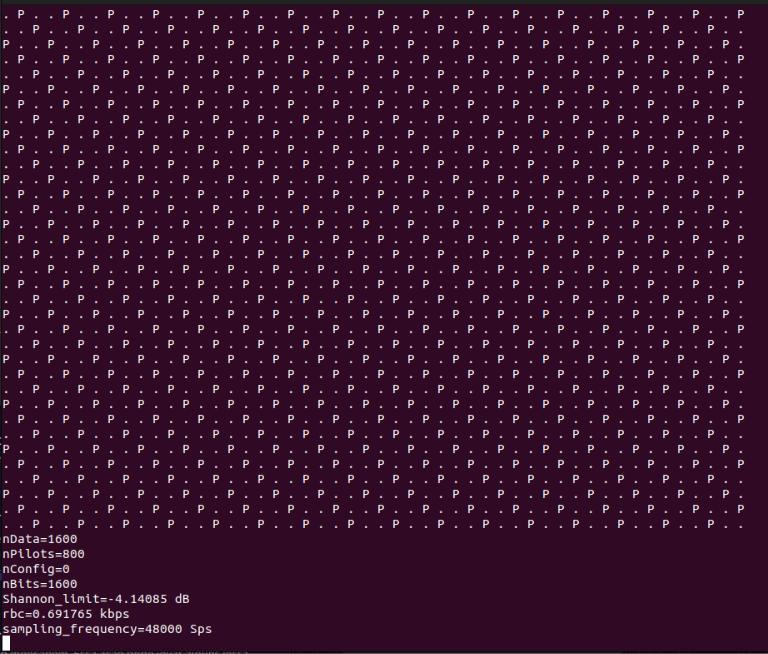 . P . . P . . P . . P . . P . . P . . P . . P . . P . . P . . P . . P . . P . . P . . P . . P . . P
. . P . . P . . P . . P . . P . . P . . P . . P . . P . . P . . P . . P . . P . . P . . P . . P . .
P . . P . . P . . P . . P . . P . . P . . P . . P . . P . . P . . P . . P . . P . . P . . P . . P .
. P . . P . . P . . P . . P . . P . . P . . P . . P . . P . . P . . P . . P . . P . . P . . P . . P
. . P . . P . . P . . P . . P . . P . . P . . P . . P . . P . . P . . P . . P . . P . . P . . P . .
P . . P . . P . . P . . P . . P . . P . . P . . P . . P . . P . . P . . P . . P . . P . . P . . P .
. P . . P . . P . . P . . P . . P . . P . . P . . P . . P . . P . . P . . P . . P . . P . . P . . P
. . P . . P . . P . . P . . P . . P . . P . . P . . P . . P . . P . . P . . P . . P . . P . . P . .
P . . P . . P . . P . . P . . P . . P . . P . . P . . P . . P . . P . . P . . P . . P . . P . . P .
. P . . P . . P . . P . . P . . P . . P . . P . . P . . P . . P . . P . . P . . P . . P . . P . . P
. . P . . P . . P . . P . . P . . P . . P . . P . . P . . P . . P . . P . . P . . P . . P . . P . .
P . . P . . P . . P . . P . . P . . P . . P . . P . . P . . P . . P . . P . . P . . P . . P . . P .
. P . . P . . P . . P . . P . . P . . P . . P . . P . . P . . P . . P . . P . . P . . P . . P . . P
. . P . . P . . P . . P . . P . . P . . P . . P . . P . . P . . P . . P . . P . . P . . P . . P . .
P . . P . . P . . P . . P . . P . . P . . P . . P . . P . . P . . P . . P . . P . . P . . P . . P .
. P . . P . . P . . P . . P . . P . . P . . P . . P . . P . . P . . P . . P . . P . . P . . P . . P
. . P . . P . . P . . P . . P . . P . . P . . P . . P . . P . . P . . P . . P . . P . . P . . P . .
P . . P . . P . . P . . P . . P . . P . . P . . P . . P . . P . . P . . P . . P . . P . . P . . P .
. P . . P . . P . . P . . P . . P . . P . . P . . P . . P . . P . . P . . P . . P . . P . . P . . P
. . P . . P . . P . . P . . P . . P . . P . . P . . P . . P . . P . . P . . P . . P . . P . . P . .
P . . P . . P . . P . . P . . P . . P . . P . . P . . P . . P . . P . . P . . P . . P . . P . . P .
. P . . P . . P . . P . . P . . P . . P . . P . . P . . P . . P . . P . . P . . P . . P . . P . . P
. . P . . P . . P . . P . . P . . P . . P . . P . . P . . P . . P . . P . . P . . P . . P . . P . .
P . . P . . P . . P . . P . . P . . P . . P . . P . . P . . P . . P . . P . . P . . P . . P . . P .
. P . . P . . P . . P . . P . . P . . P . . P . . P . . P . . P . . P . . P . . P . . P . . P . . P
. . P . . P . . P . . P . . P . . P . . P . . P . . P . . P . . P . . P . . P . . P . . P . . P . .
P . . P . . P . . P . . P . . P . . P . . P . . P . . P . . P . . P . . P . . P . . P . . P . . P .
. P . . P . . P . . P . . P . . P . . P . . P . . P . . P . . P . . P . . P . . P . . P . . P . . P
. . P . . P . . P . . P . . P . . P . . P . . P . . P . . P . . P . . P . . P . . P . . P . . P . .
P . . P . . P . . P . . P . . P . . P . . P . . P . . P . . P . . P . . P . . P . . P . . P . . P .
. P . . P . . P . . P . . P . . P . . P . . P . . P . . P . . P . . P . . P . . P . . P . . P . . P
. . P . . P . . P . . P . . P . . P . . P . . P . . P . . P . . P . . P . . P . . P . . P . . P . .
P . . P . . P . . P . . P . . P . . P . . P . . P . . P . . P . . P . . P . . P . . P . . P . . P .
. P . . P . . P . . P . . P . . P . . P . . P . . P . . P . . P . . P . . P . . P . . P . . P . . P
. . P . . P . . P . . P . . P . . P . . P . . P . . P . . P . . P . . P . . P . . P . . P . . P . .
nData=1600
nPilots=800
nConfig=0
nBits=1600
Shannon_limit=-4.14085 dB
rbc=0.691765 kbps
sampling_frequency=48000 Sps